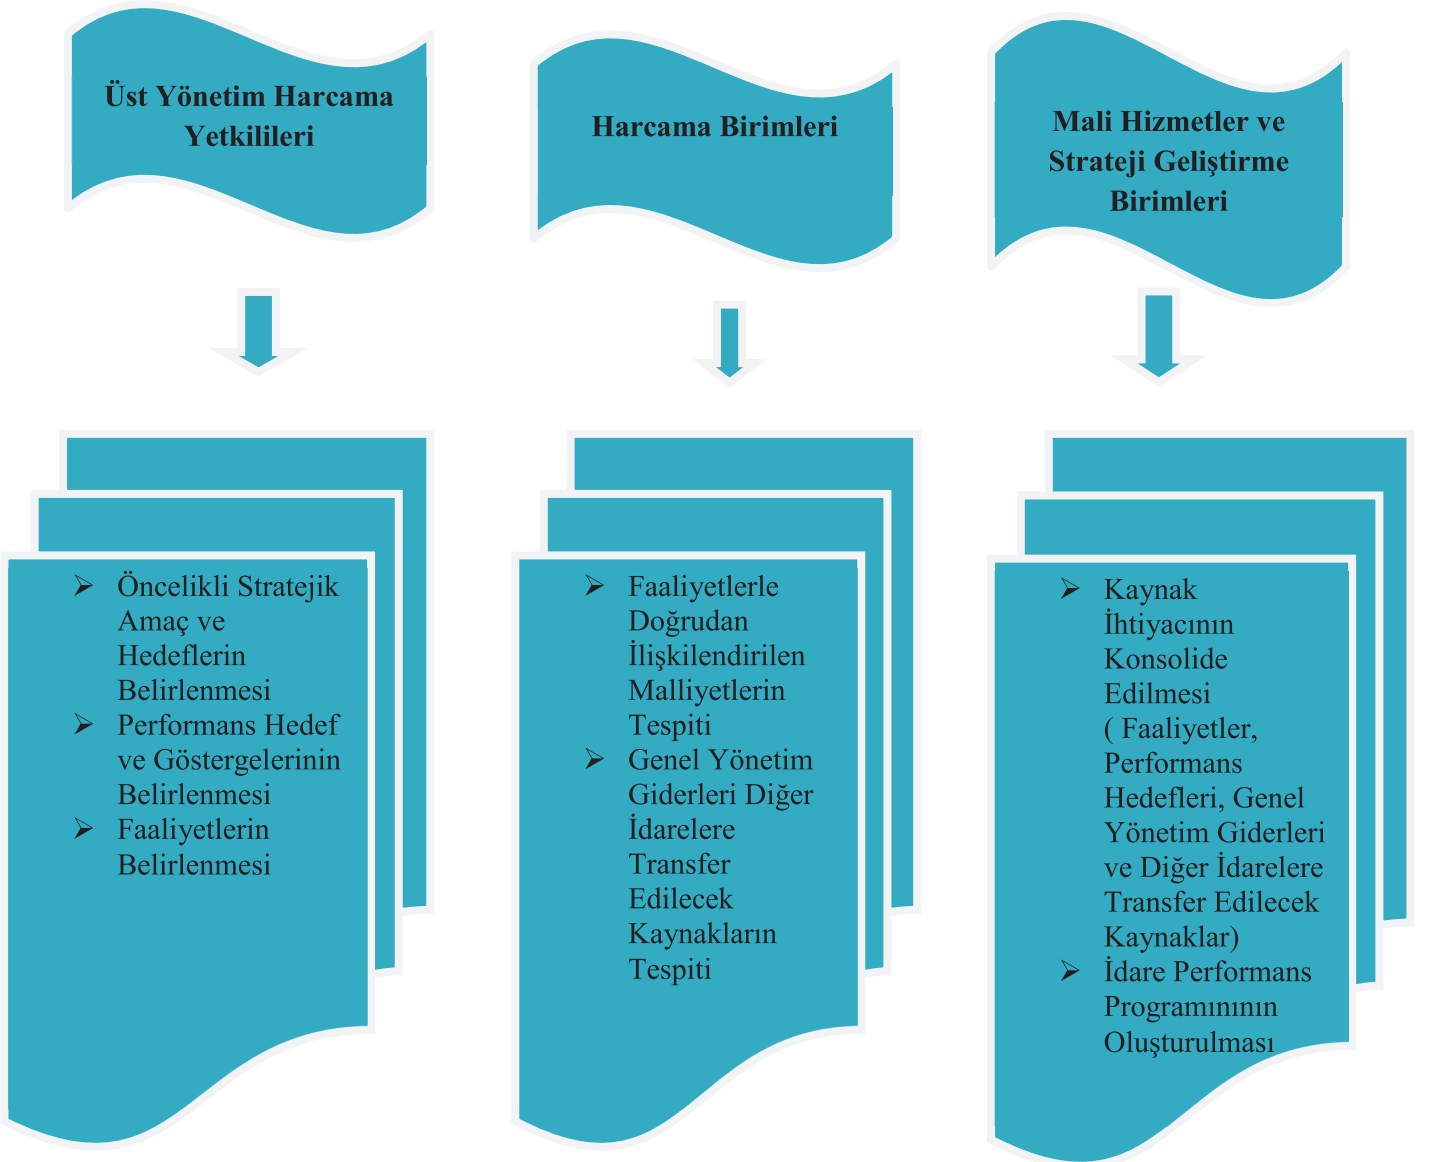 Üst Yönetim Harcama
Yetkilileri
Harcama Birimleri
Mali Hizmetler ve
Strateji Geliştirme
Birimleri
Öncelikli Stratejik
Amaç ve
Hedeflerin
Belirlenmesi
Performans Hedef
ve Göstergelerinin
Belirlenmesi
Faaliyetlerin
Belirlenmesi
Faaliyetlerle
Doğrudan
İlişkilendirilen
Malliyetlerin
Tespiti
Genel Yönetim
Giderleri Diğer
İdarelere
Transfer
Edilecek
Kaynakların
Tespiti
Kaynak
İhtiyacının
Konsolide
Edilmesi
( Faaliyetler,
Performans
Hedefleri, Genel
Yönetim Giderleri
ve Diğer İdarelere
Transfer Edilecek
Kaynaklar)
İdare Performans
Programınının
Oluşturulması